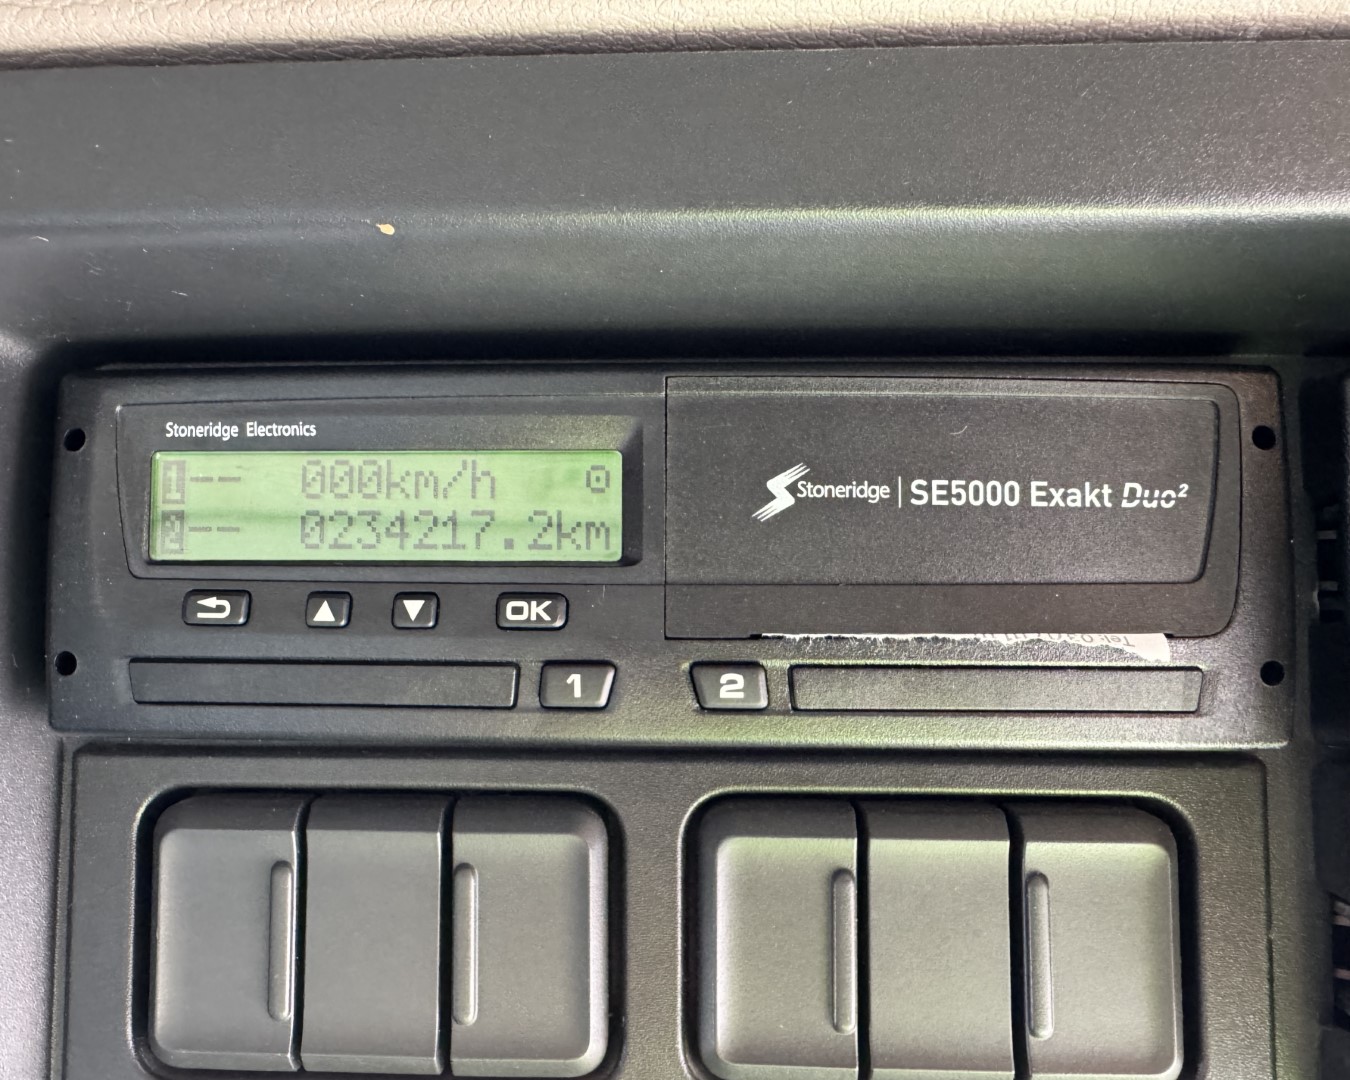 Stoneridge Electronics
1-- 000km/h
2-- 0234217.2km
Stoneridge | SE5000 Exakt Duo²
OK
1
2